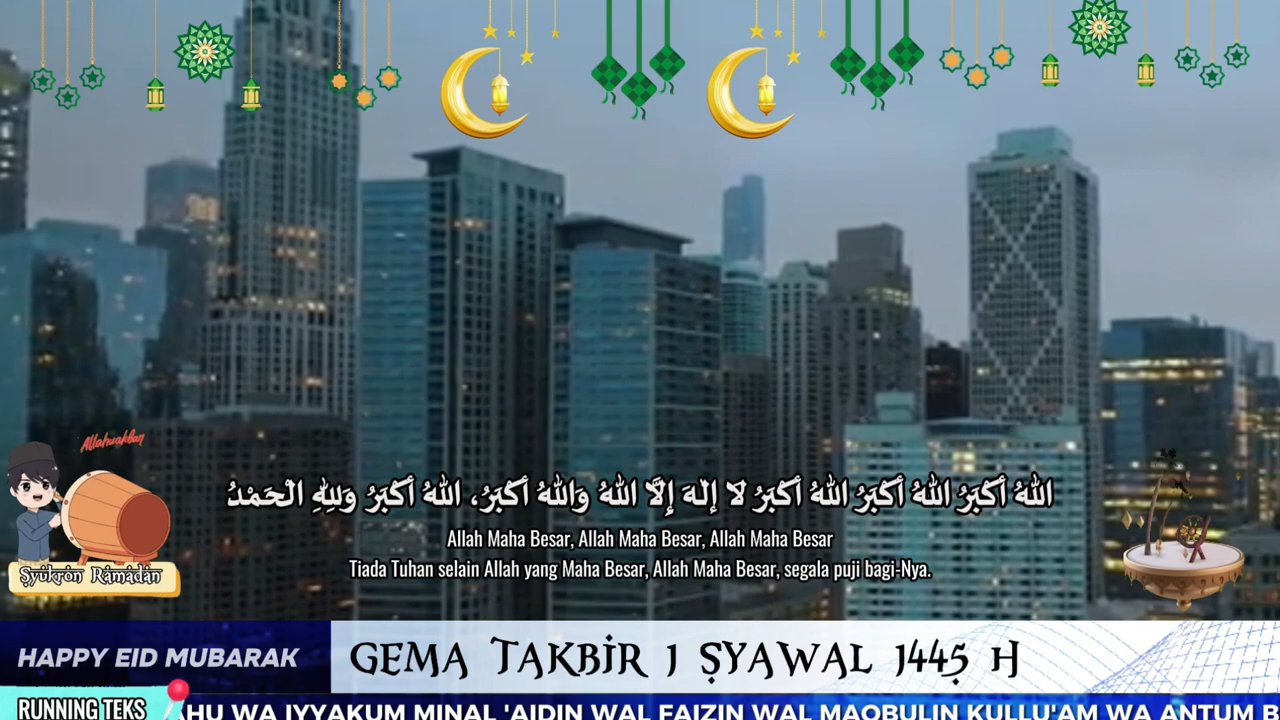 Allahuakbar
اللهُ أَكْبَرُ اللهُ أَكْبَرُ اللهُ أَكْبَرُ لَا إِلَهَ إِلَّا اللهُ وَاللهُ أَكْبَرُ، اللهُ أَكْبَرُ وَلِلّٰهِ الْحَمْدُ
Allah Maha Besar, Allah Maha Besar, Allah Maha Besar
Tiada Tuhan selain Allah yang Maha Besar, Allah Maha Besar, segala puji bagi-Nya.
Syukron Ramadan
HAPPY EID MUBARAK
GEMA TAKBIR 1 SYAWAL 1445 H
RUNNING TEKS
WA IYYAKUM MINAL 'AIDIN WAL FAIZIN WAL MAQBULIN KULLU'AM WA ANTUM